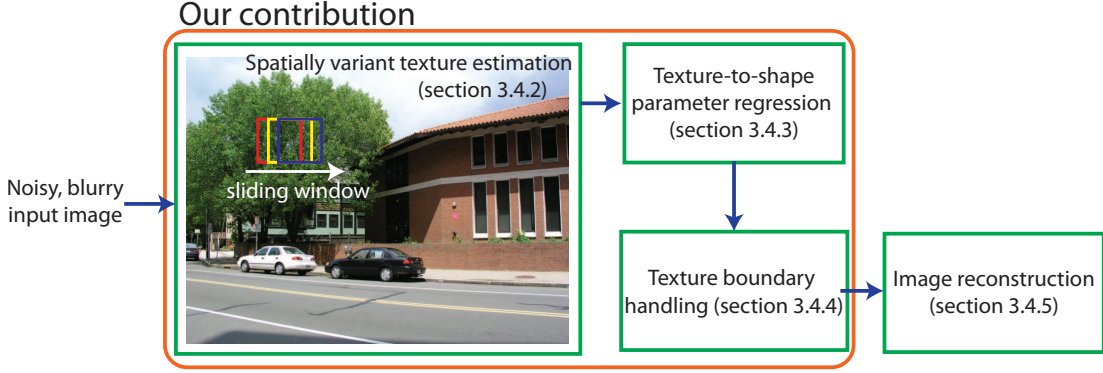 Our contribution
Noisy, blurry
input image
Spatially variant texture estimation
(section 3.4.2)
sliding window
Texture-to-shape
parameter regression
(section 3.4.3)
Texture boundary
handling (section 3.4.4)
Image reconstruction
(section 3.4.5)